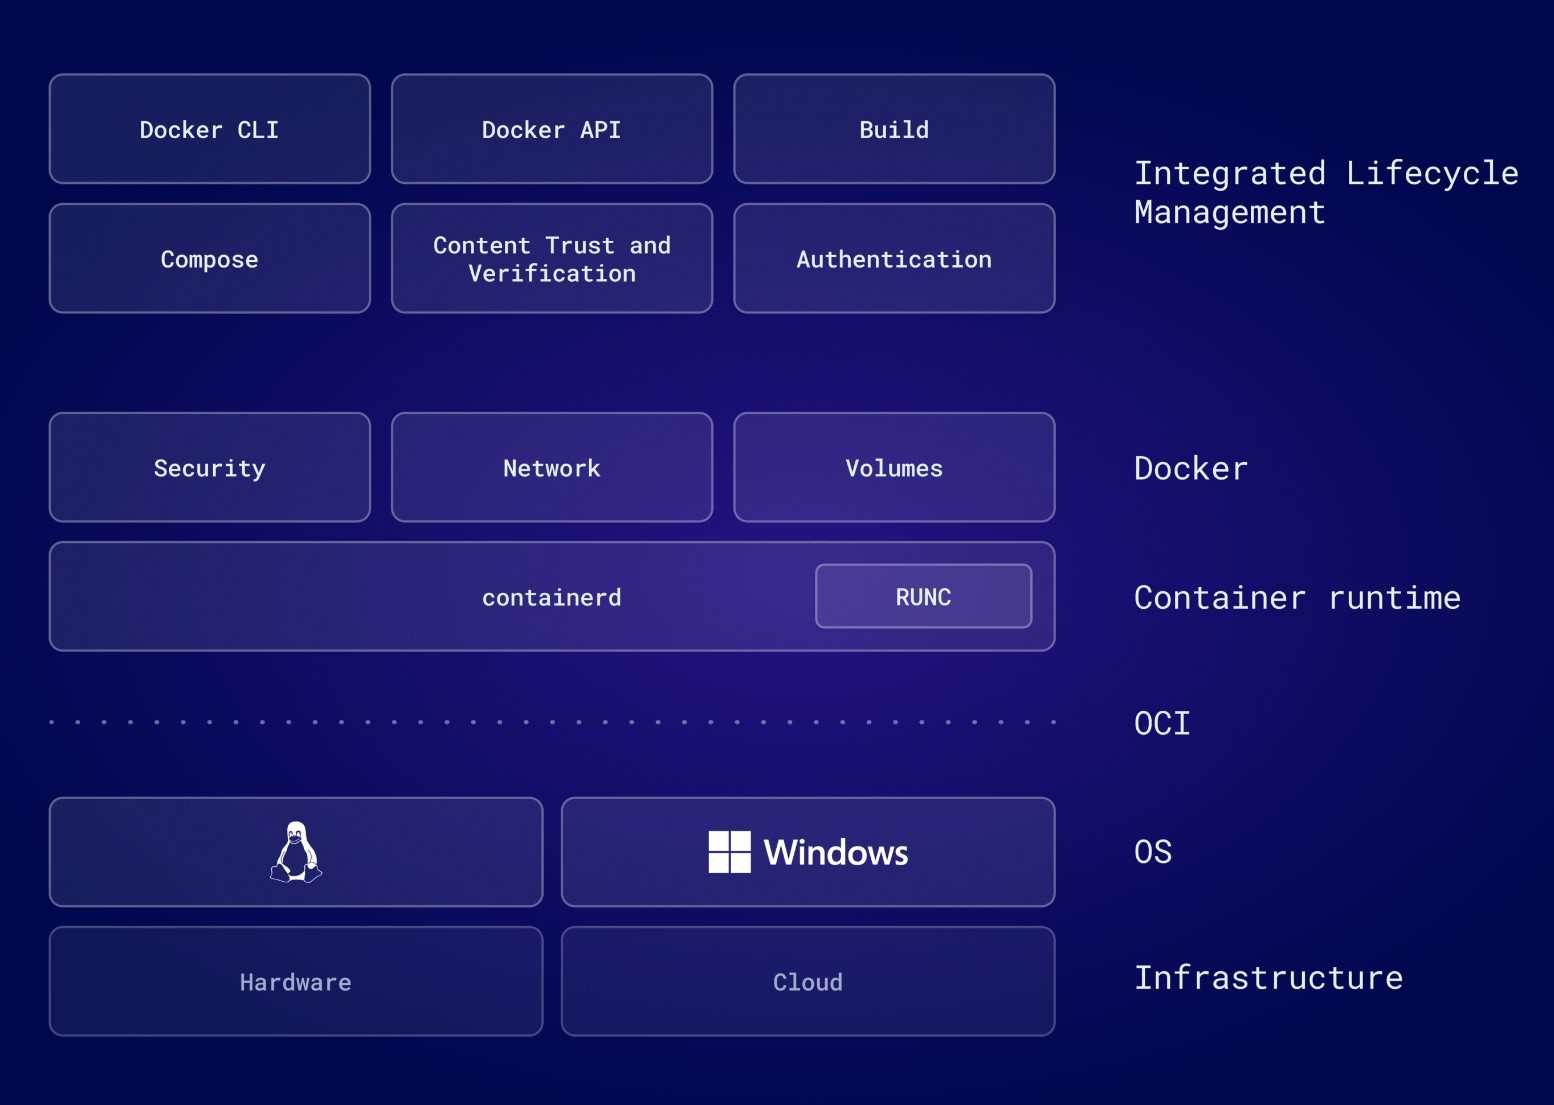 Docker CLI
Docker API
Build
Integrated Lifecycle
Management
Compose
Content Trust and
Verification
Authentication
Security
Network
Volumes
Docker
containerd
RUNC
Container runtime
OCI
Windows
OS
Hardware
Cloud
Infrastructure